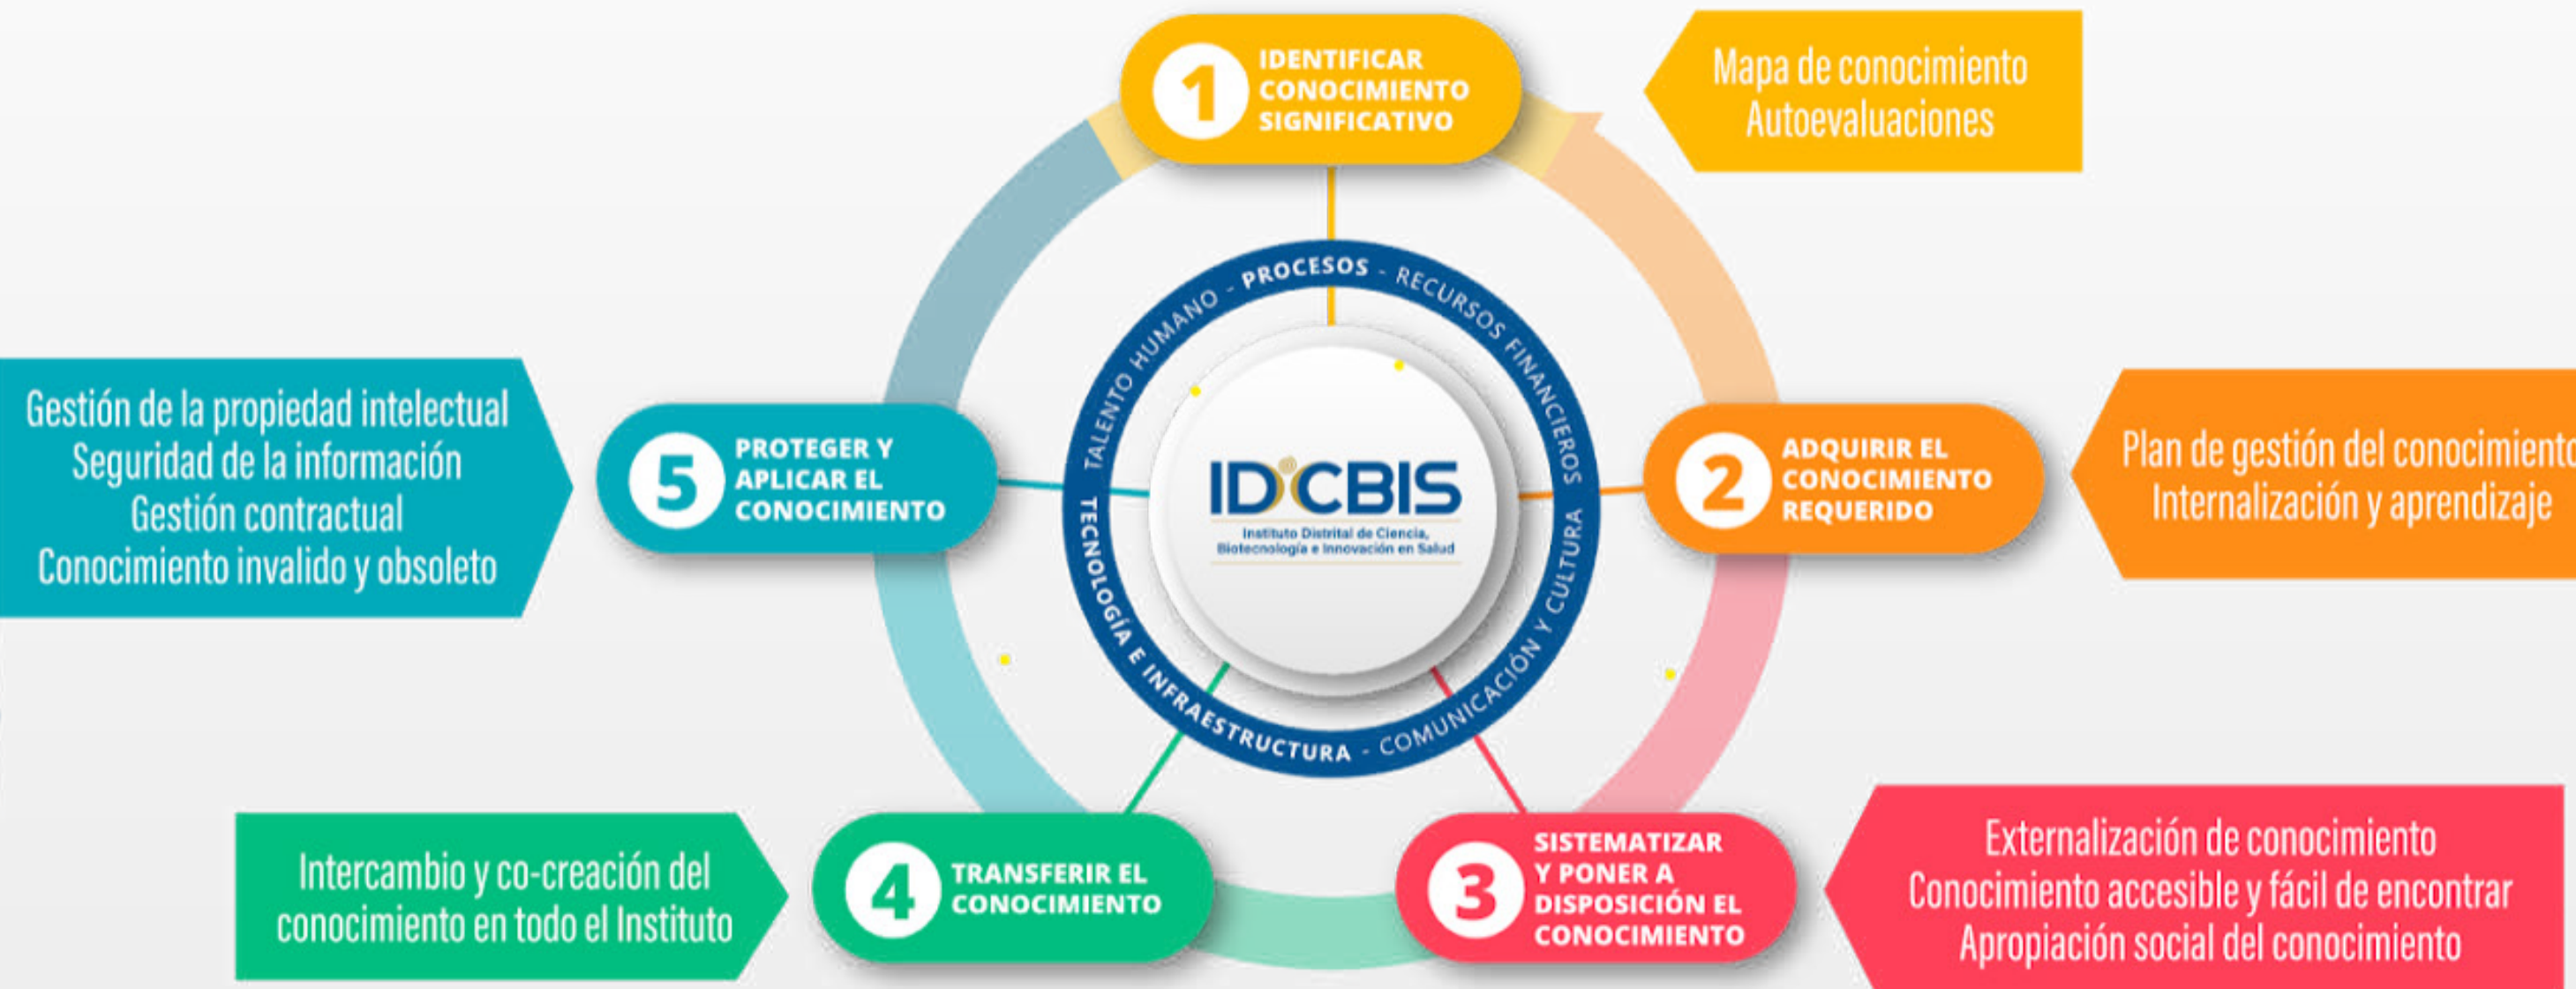 1
IDENTIFICAR
CONOCIMIENTO
SIGNIFICATIVO
Mapa de conocimiento
Autoevaluaciones
TALENTO HUMANO - PROCESOS - RECURSOS FINANCIEROS
TECNOLOGÍA E INFRAESTRUCTURA - COMUNICACIÓN Y CULTURA
IDCBIS
Instituto Distrital de Ciencia,
Biotecnología e Innovación en Salud
2
ADQUIRIR EL
CONOCIMIENTO
REQUERIDO
Plan de gestión del conocimiento
Internalización y aprendizaje
3
SISTEMATIZAR
Y PONER A
DISPOSICIÓN EL
CONOCIMIENTO
Externalización de conocimiento
Conocimiento accesible y fácil de encontrar
Apropiación social del conocimiento
4
TRANSFERIR EL
CONOCIMIENTO
Intercambio y co-creación del
conocimiento en todo el Instituto
5
PROTEGER Y
APLICAR EL
CONOCIMIENTO
Gestión de la propiedad intelectual
Seguridad de la información
Gestión contractual
Conocimiento invalido y obsoleto